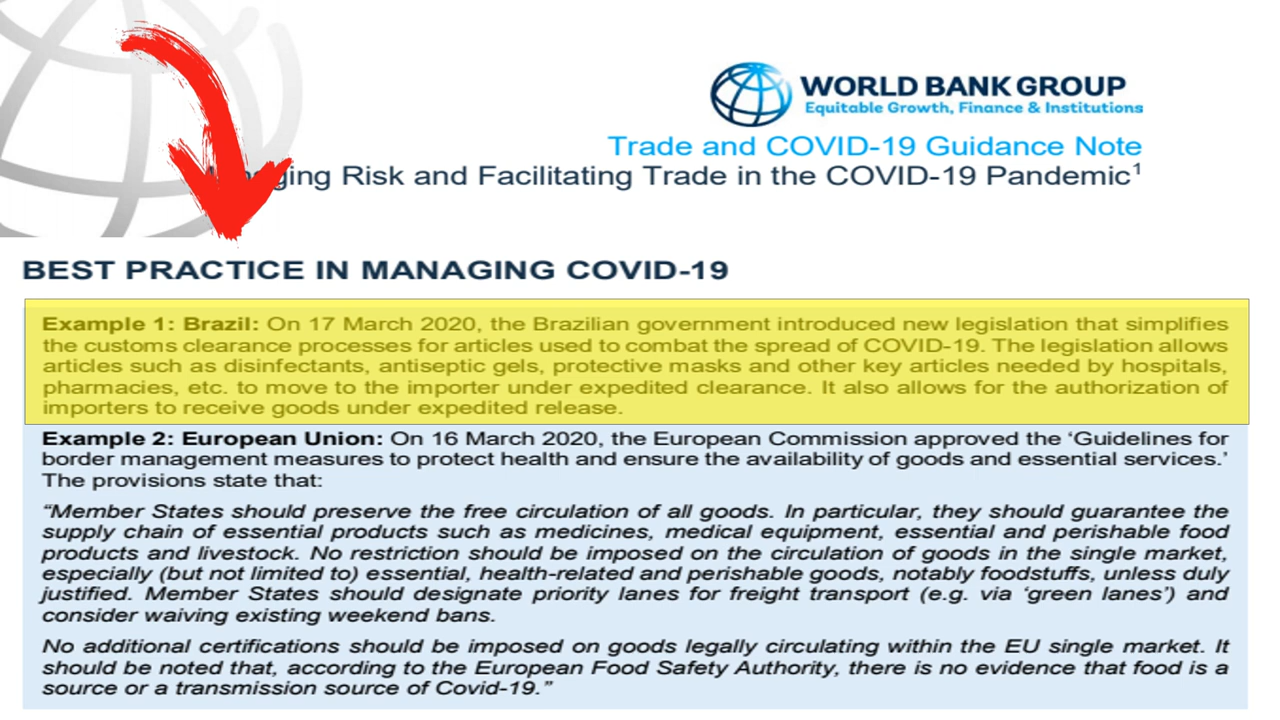 WORLD BANK GROUP
Equitable Growth, Finance & Institutions
Trade and COVID-19 Guidance Note
ging Risk and Facilitating Trade in the COVID-19 Pandemic¹
BEST PRACTICE IN MANAGING COVID-19
Example 1: Brazil: On 17 March 2020, the Brazilian government introduced new legislation that simplifies
the customs clearance processes for articles used to combat the spread of COVID-19. The legislation allows
articles such as disinfectants, antiseptic gels, protective masks and other key articles needed by hospitals,
pharmacies, etc. to move to the importer under expedited clearance. It also allows for the authorization of
importers to receive goods under expedited release.
Example 2: European Union: On 16 March 2020, the European Commission approved the ‘Guidelines for
border management measures to protect health and ensure the availability of goods and essential services.’
The provisions state that:
“Member States should preserve the free circulation of all goods. In particular, they should guarantee the
supply chain of essential products such as medicines, medical equipment, essential and perishable food
products and livestock. No restriction should be imposed on the circulation of goods in the single market,
especially (but not limited to) essential, health-related and perishable goods, notably foodstuffs, unless duly
justified. Member States should designate priority lanes for freight transport (e.g. via ‘green lanes’) and
consider waiving existing weekend bans.
No additional certifications should be imposed on goods legally circulating within the EU single market. It
should be noted that, according to the European Food Safety Authority, there is no evidence that food is a
source or a transmission source of Covid-19.”